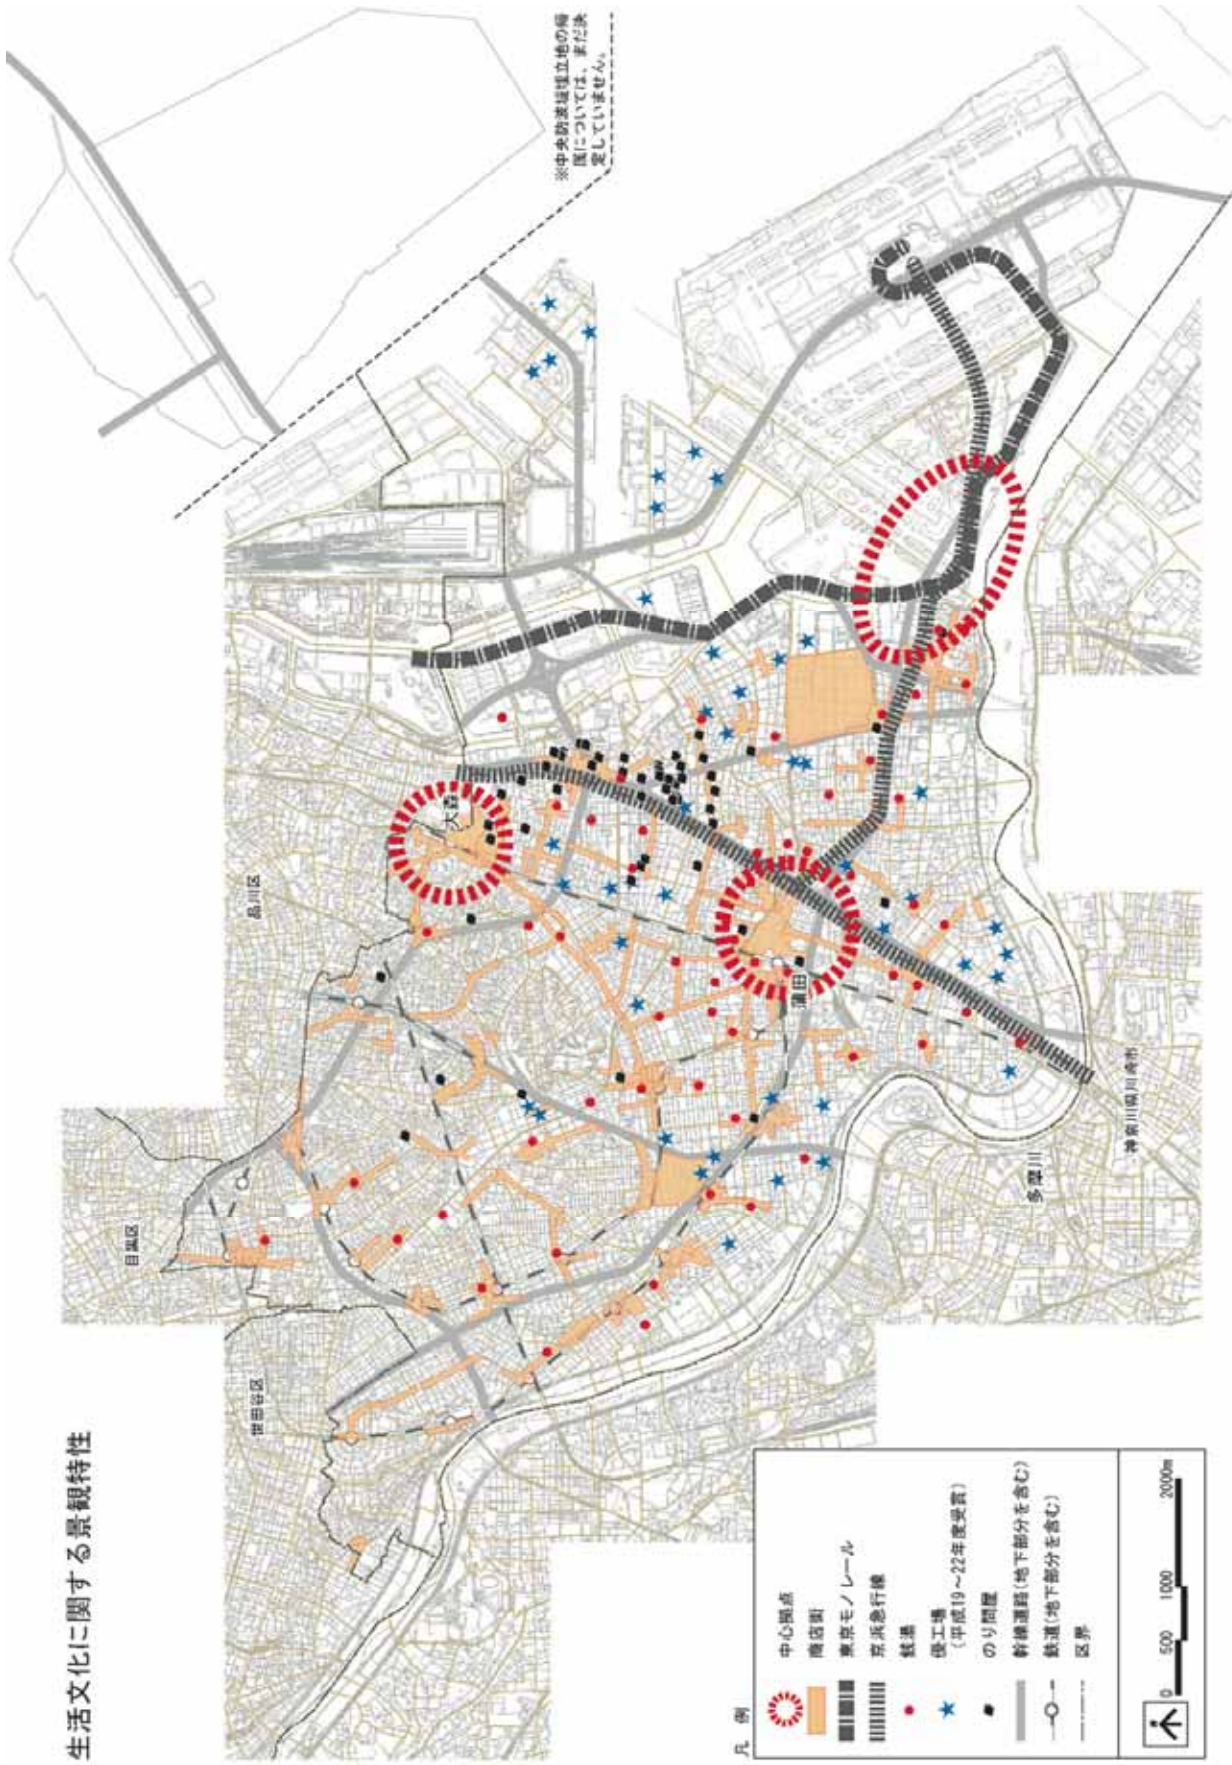 生活文化に関する景観特性
※中央防波堤埋立地の帰
属については、まだ決
定していません。
目黒区
品川区
世田谷区
大森
蒲田
多摩川
神奈川県川崎市
凡 例
中心拠点
商店街
東京モノレール
京浜急行線
銭湯
優工場
(平成19～22年度受賞)
のり問屋
幹線道路(地下部分を含む)
鉄道(地下部分を含む)
区界
0 500 1000 2000m